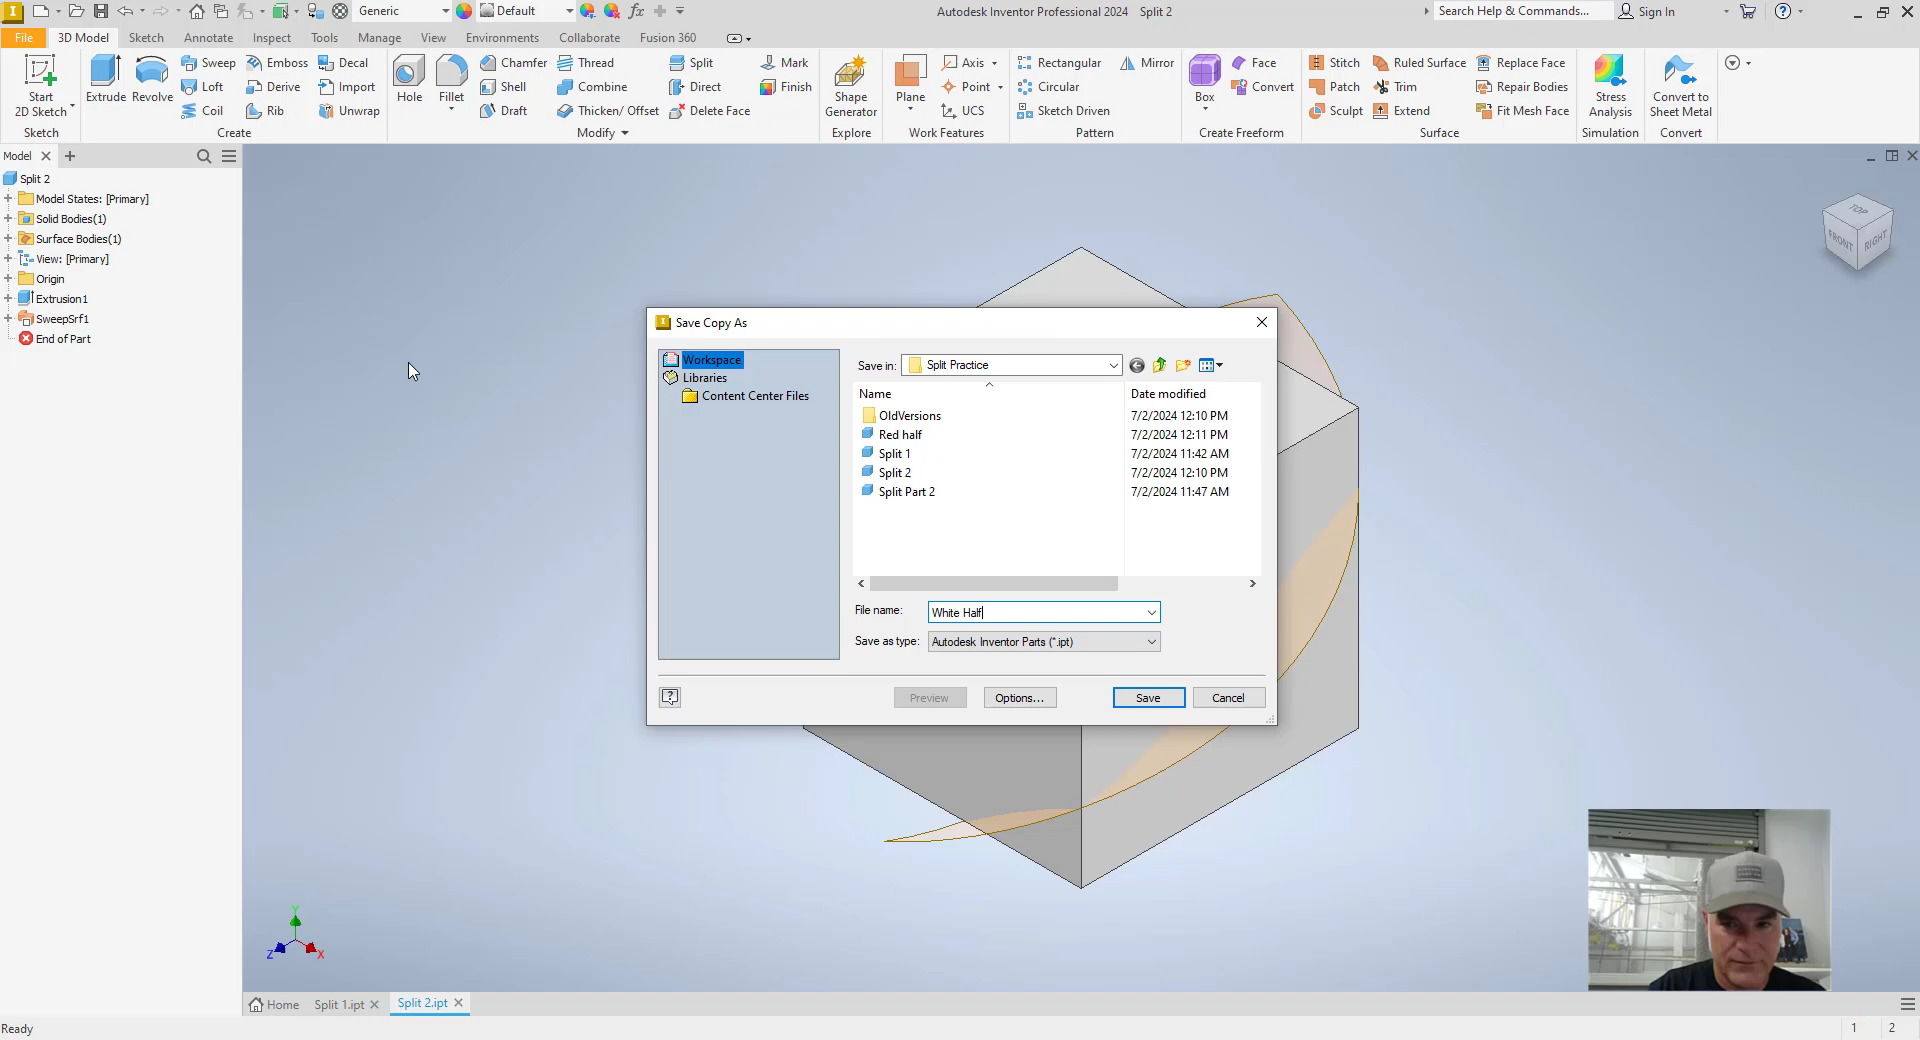 Generic
Default
Autodesk Inventor Professional 2024 Split 2
Search Help & Commands...
Sign In
File
3D Model
Sketch
Annotate
Inspect
Tools
Manage
View
Environments
Collaborate
Fusion 360
Start
2D Sketch
Sketch
Extrude
Revolve
Sweep
Loft
Coil
Emboss
Derive
Rib
Decal
Import
Unwrap
Create
Hole
Fillet
Chamfer
Shell
Draft
Thread
Combine
Thicken/ Offset
Split
Direct
Delete Face
Modify
Mark
Finish
Shape
Generator
Explore
Plane
Axis
Point
UCS
Work Features
Rectangular
Circular
Sketch Driven
Mirror
Pattern
Box
Face
Convert
Create Freeform
Stitch
Patch
Sculpt
Ruled Surface
Trim
Extend
Replace Face
Repair Bodies
Fit Mesh Face
Surface
Stress
Analysis
Simulation
Convert to
Sheet Metal
Convert
Model
Split 2
Model States: [Primary]
Solid Bodies(1)
Surface Bodies(1)
View: [Primary]
Origin
Extrusion1
SweepSrf1
End of Part
TOP
FRONT
RIGHT
Save Copy As
Workspace
Libraries
Content Center Files
Save in:
Split Practice
Name
Date modified
OldVersions 7/2/2024 12:10 PM
Red half 7/2/2024 12:11 PM
Split 1 7/2/2024 11:42 AM
Split 2 7/2/2024 12:10 PM
Split Part 2 7/2/2024 11:47 AM
File name:
White Half
Save as type:
Autodesk Inventor Parts (*.ipt)
Preview
Options...
Save
Cancel
Y
Z
X
Home
Split 1.ipt
Split 2.ipt
Ready
1
2